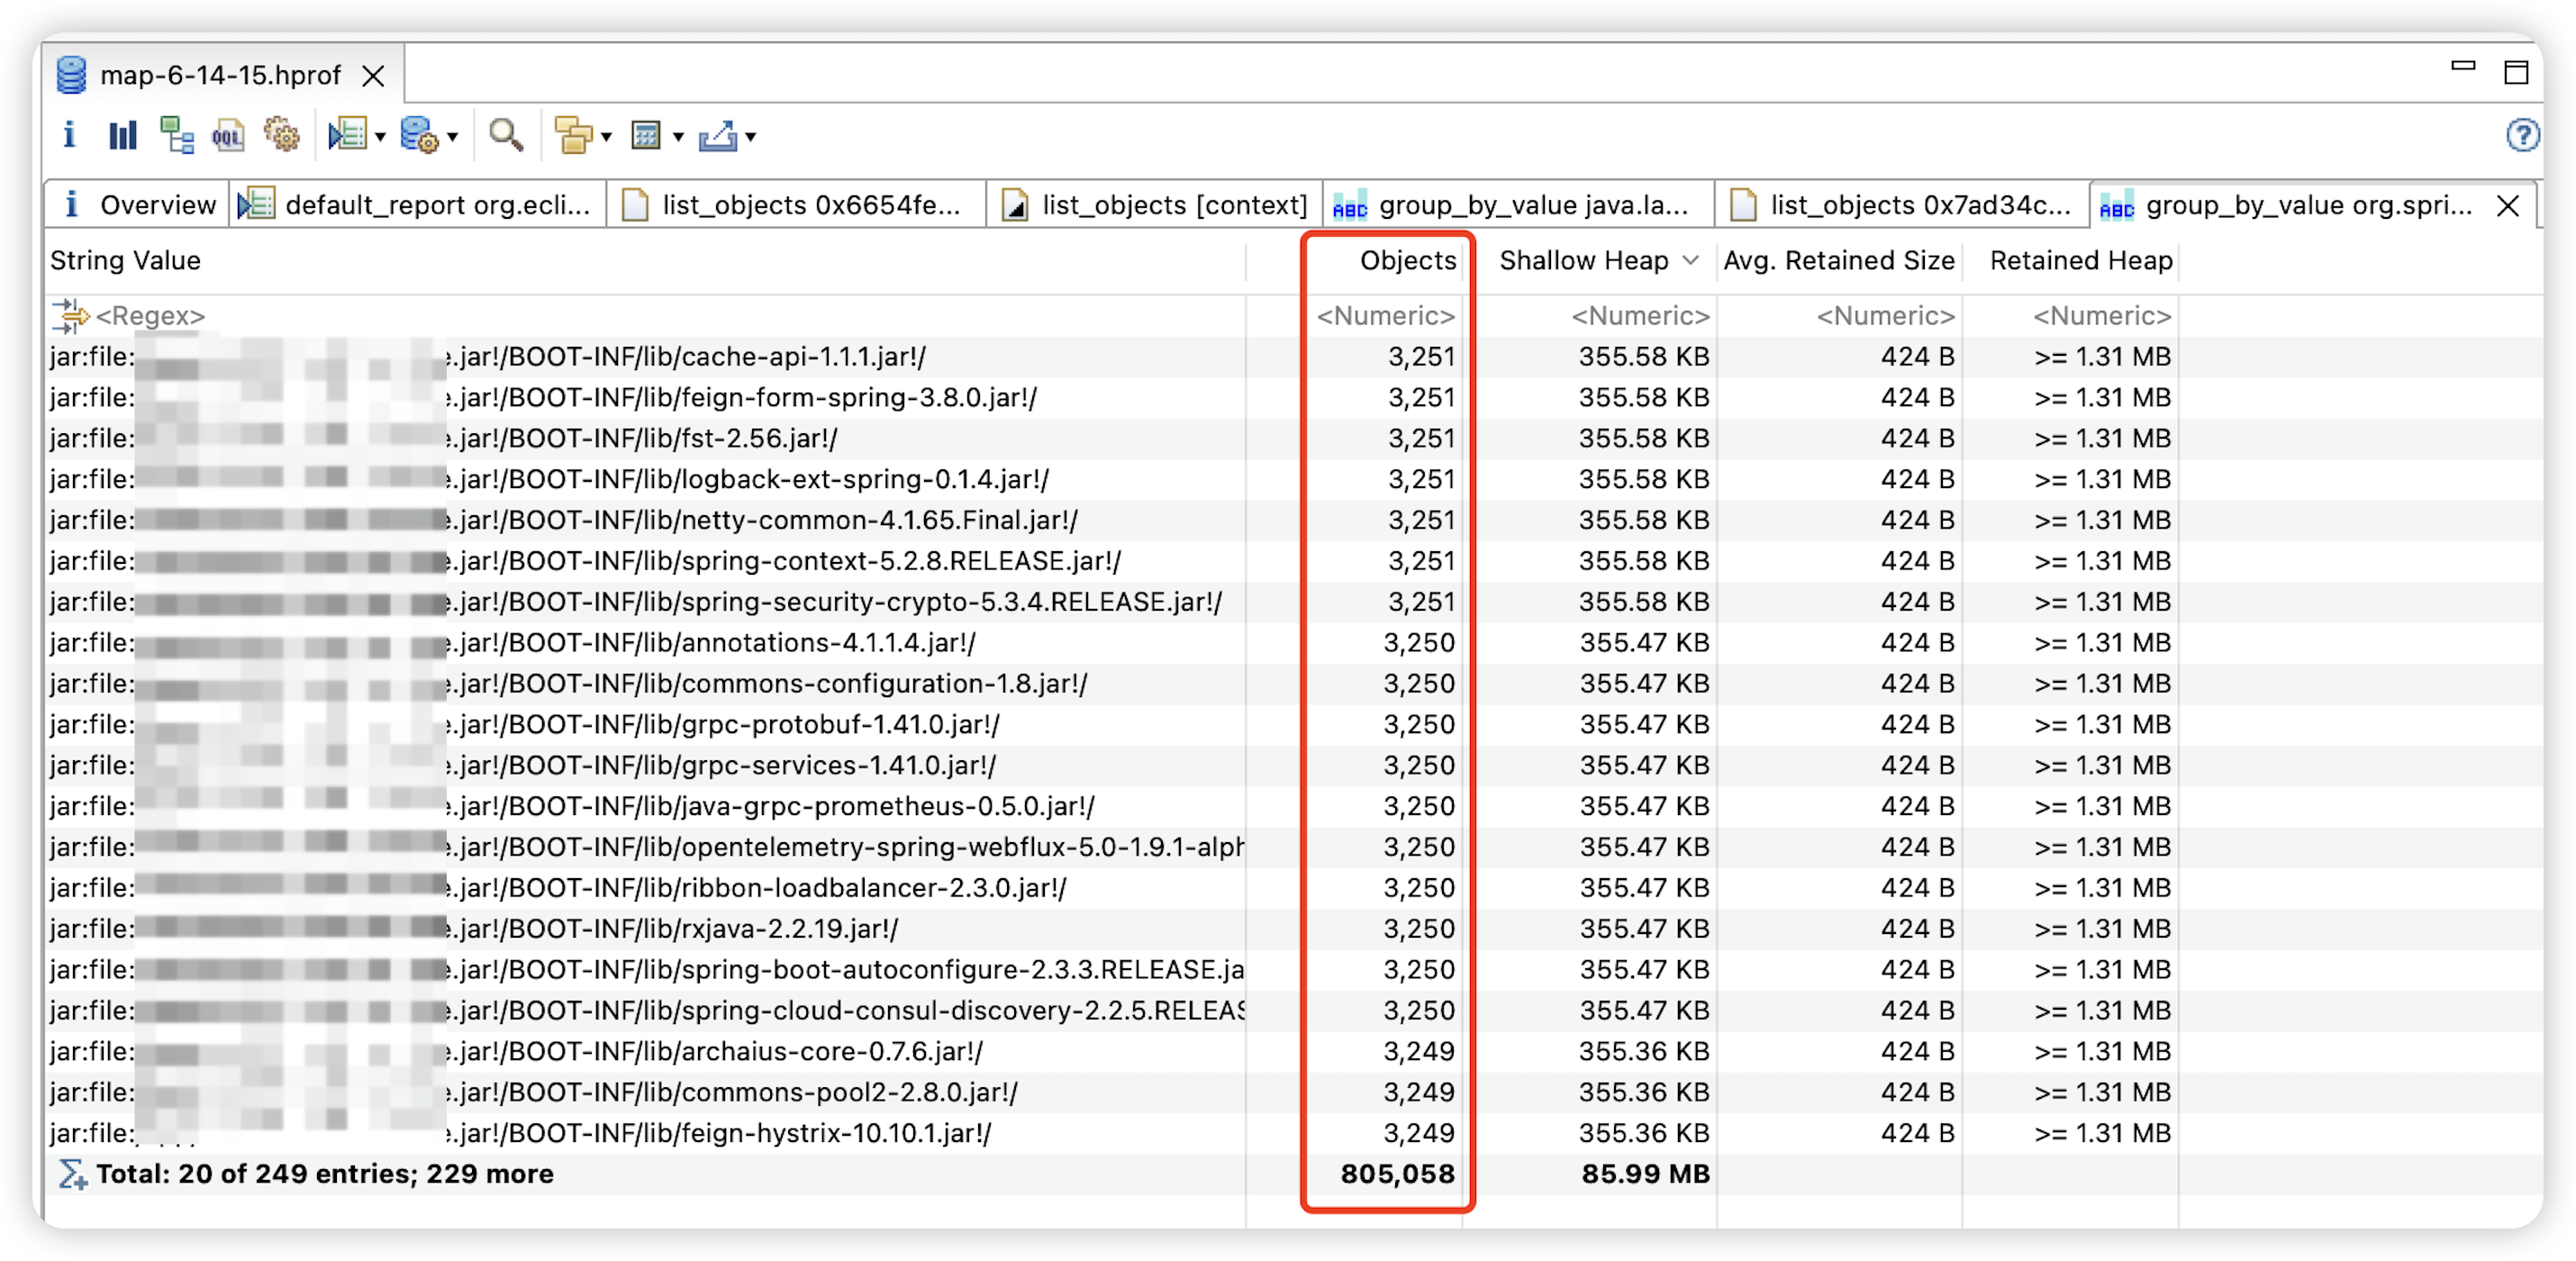 map-6-14-15.hprof
i OQL ?
i Overview default_report org.ecli... list_objects 0x6654fe... list_objects [context] ABC group_by_value java.la... list_objects 0x7ad34c... ABC group_by_value org.spri...
String Value Objects Shallow Heap Avg. Retained Size Retained Heap
<Regex> <Numeric> <Numeric> <Numeric> <Numeric>
jar:file: e.jar!/BOOT-INF/lib/cache-api-1.1.1.jar!/ 3,251 355.58 KB 424 B >= 1.31 MB
jar:file: e.jar!/BOOT-INF/lib/feign-form-spring-3.8.0.jar!/ 3,251 355.58 KB 424 B >= 1.31 MB
jar:file: e.jar!/BOOT-INF/lib/fst-2.56.jar!/ 3,251 355.58 KB 424 B >= 1.31 MB
jar:file: e.jar!/BOOT-INF/lib/logback-ext-spring-0.1.4.jar!/ 3,251 355.58 KB 424 B >= 1.31 MB
jar:file: e.jar!/BOOT-INF/lib/netty-common-4.1.65.Final.jar!/ 3,251 355.58 KB 424 B >= 1.31 MB
jar:file: e.jar!/BOOT-INF/lib/spring-context-5.2.8.RELEASE.jar!/ 3,251 355.58 KB 424 B >= 1.31 MB
jar:file: e.jar!/BOOT-INF/lib/spring-security-crypto-5.3.4.RELEASE.jar!/ 3,251 355.58 KB 424 B >= 1.31 MB
jar:file: e.jar!/BOOT-INF/lib/annotations-4.1.1.4.jar!/ 3,250 355.47 KB 424 B >= 1.31 MB
jar:file: e.jar!/BOOT-INF/lib/commons-configuration-1.8.jar!/ 3,250 355.47 KB 424 B >= 1.31 MB
jar:file: e.jar!/BOOT-INF/lib/grpc-protobuf-1.41.0.jar!/ 3,250 355.47 KB 424 B >= 1.31 MB
jar:file: e.jar!/BOOT-INF/lib/grpc-services-1.41.0.jar!/ 3,250 355.47 KB 424 B >= 1.31 MB
jar:file: e.jar!/BOOT-INF/lib/java-grpc-prometheus-0.5.0.jar!/ 3,250 355.47 KB 424 B >= 1.31 MB
jar:file: e.jar!/BOOT-INF/lib/opentelemetry-spring-webflux-5.0-1.9.1-alph 3,250 355.47 KB 424 B >= 1.31 MB
jar:file: e.jar!/BOOT-INF/lib/ribbon-loadbalancer-2.3.0.jar!/ 3,250 355.47 KB 424 B >= 1.31 MB
jar:file: e.jar!/BOOT-INF/lib/rxjava-2.2.19.jar!/ 3,250 355.47 KB 424 B >= 1.31 MB
jar:file: e.jar!/BOOT-INF/lib/spring-boot-autoconfigure-2.3.3.RELEASE.ja 3,250 355.47 KB 424 B >= 1.31 MB
jar:file: e.jar!/BOOT-INF/lib/spring-cloud-consul-discovery-2.2.5.RELEAS 3,250 355.47 KB 424 B >= 1.31 MB
jar:file: e.jar!/BOOT-INF/lib/archaius-core-0.7.6.jar!/ 3,249 355.36 KB 424 B >= 1.31 MB
jar:file: e.jar!/BOOT-INF/lib/commons-pool2-2.8.0.jar!/ 3,249 355.36 KB 424 B >= 1.31 MB
jar:file: e.jar!/BOOT-INF/lib/feign-hystrix-10.10.1.jar!/ 3,249 355.36 KB 424 B >= 1.31 MB
Total: 20 of 249 entries; 229 more 805,058 85.99 MB